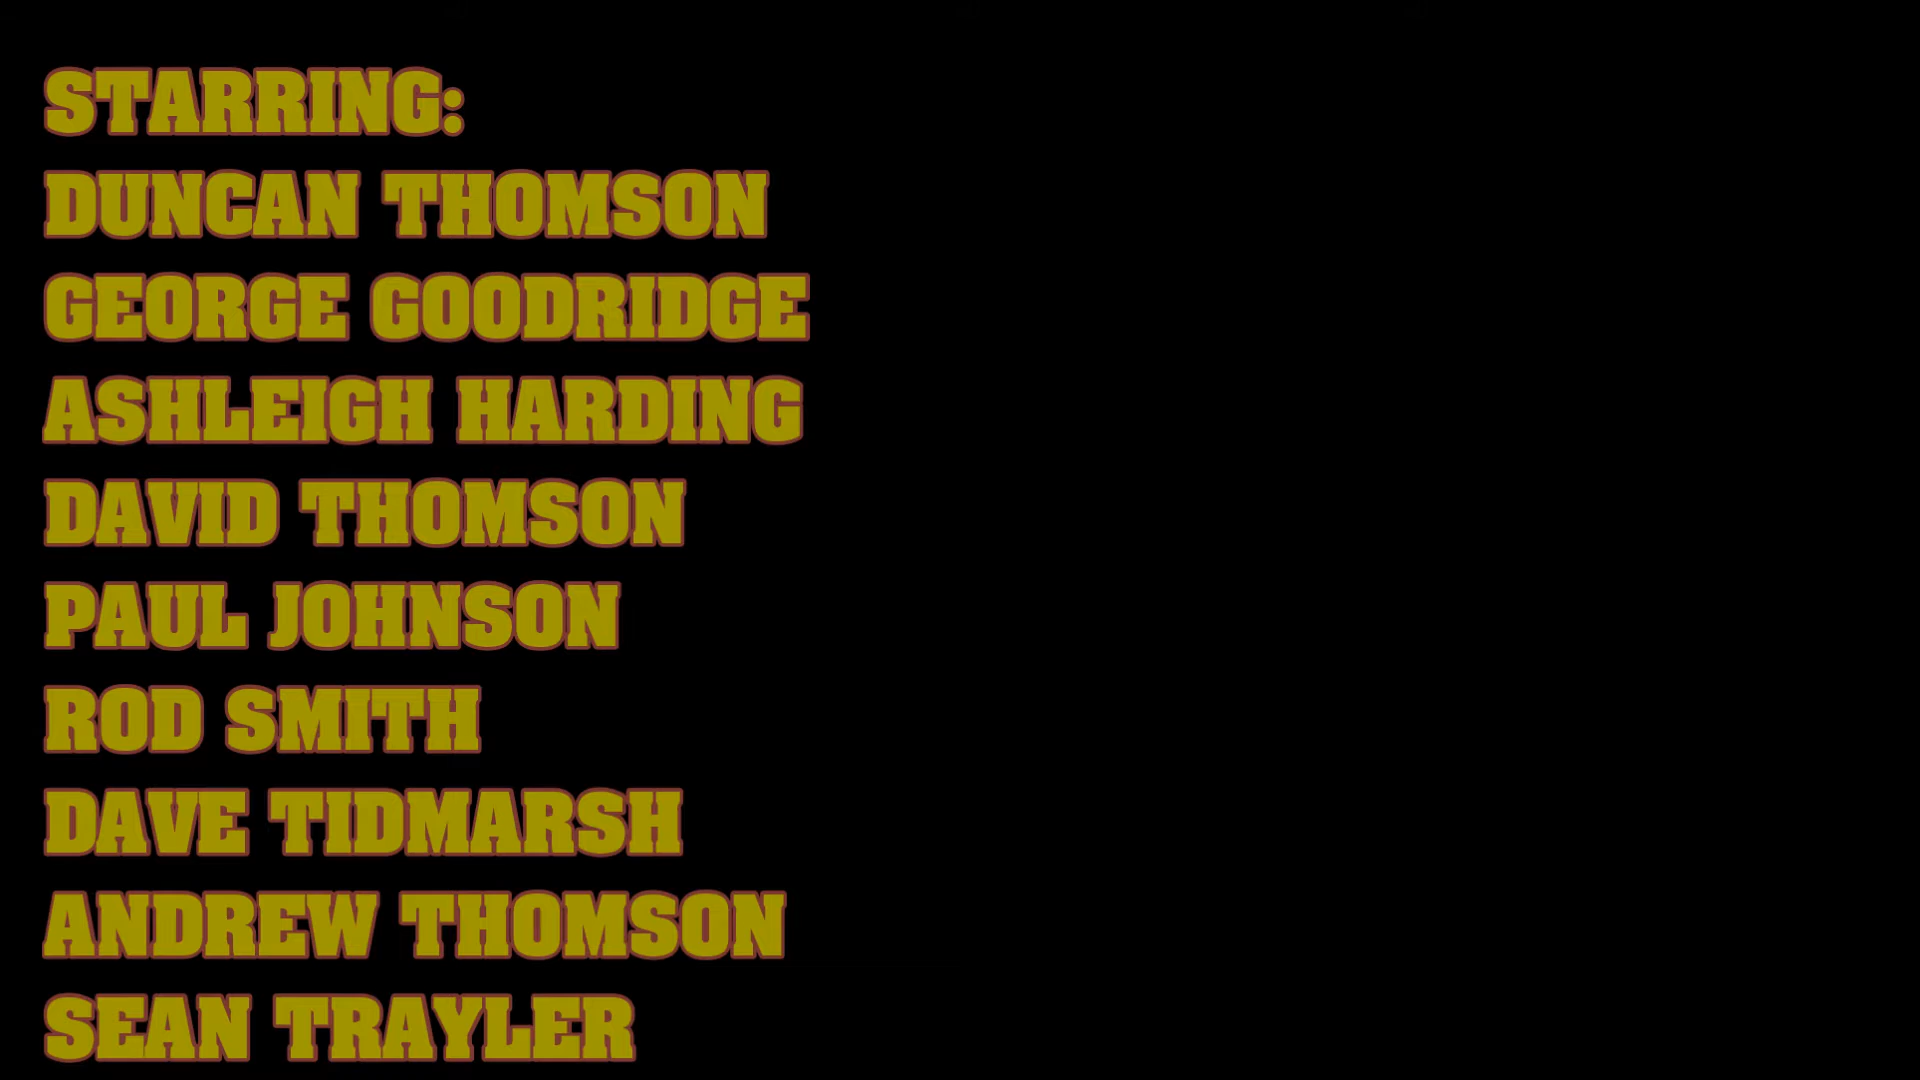 STARRING:
DUNCAN THOMSON
GEORGE GOODRIDGE
ASHLEIGH HARDING
DAVID THOMSON
PAUL JOHNSON
ROD SMITH
DAVE TIDMARSH
ANDREW THOMSON
SEAN TRAYLER